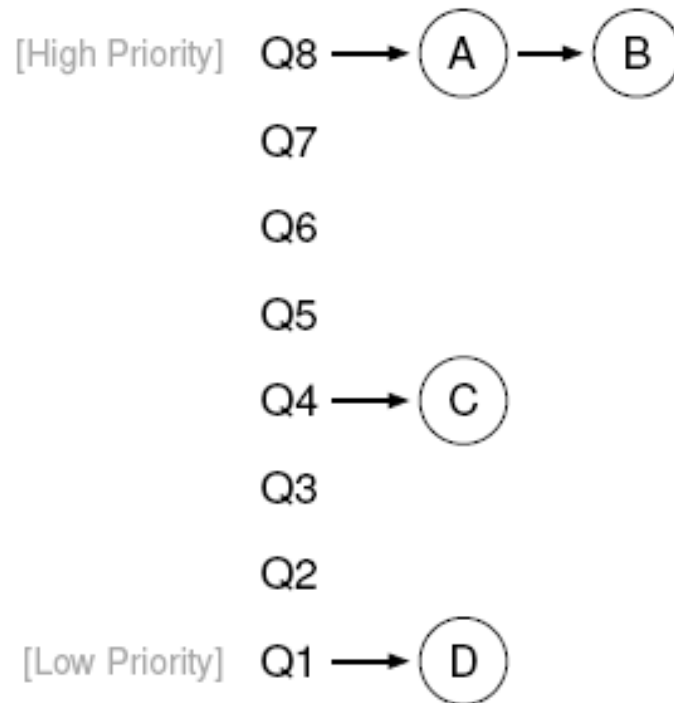 [High Priority] Q8 A B
Q7
Q6
Q5
Q4 C
Q3
Q2
[Low Priority] Q1 D